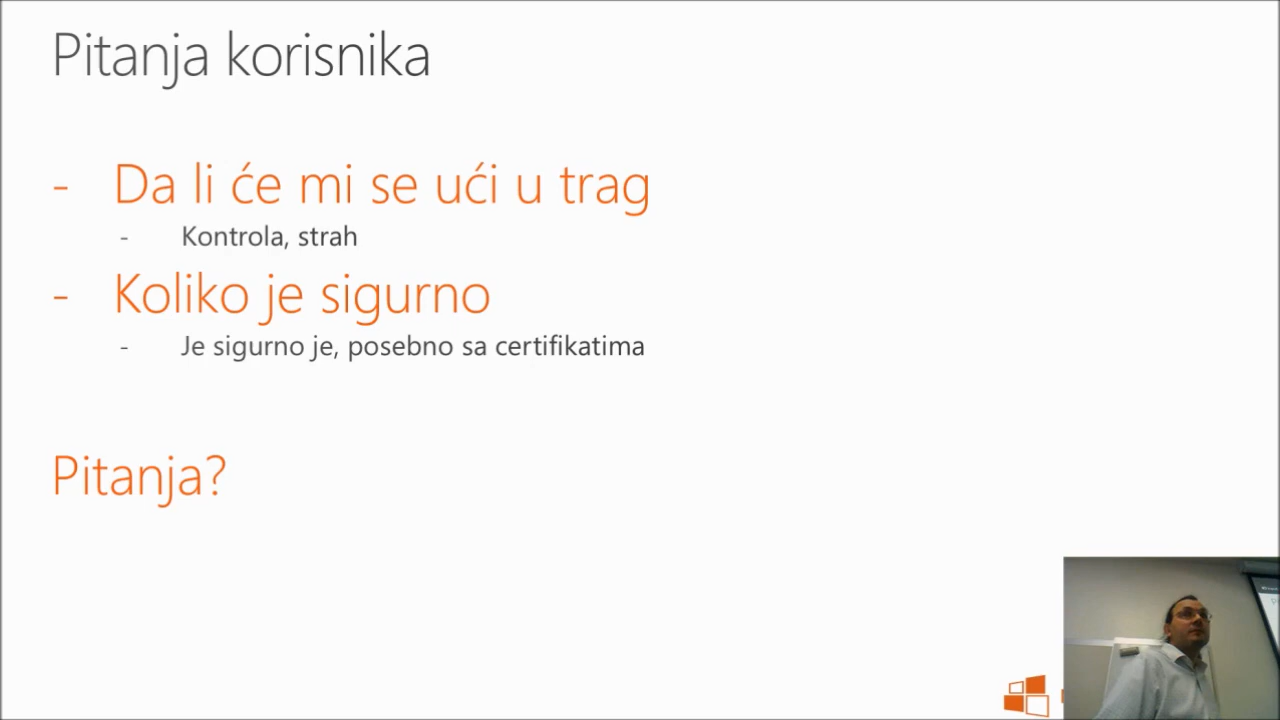 Pitanja korisnika
- Da li će mi se ući u trag
- Kontrola, strah
- Koliko je sigurno
- Je sigurno je, posebno sa certifikatima
Pitanja?